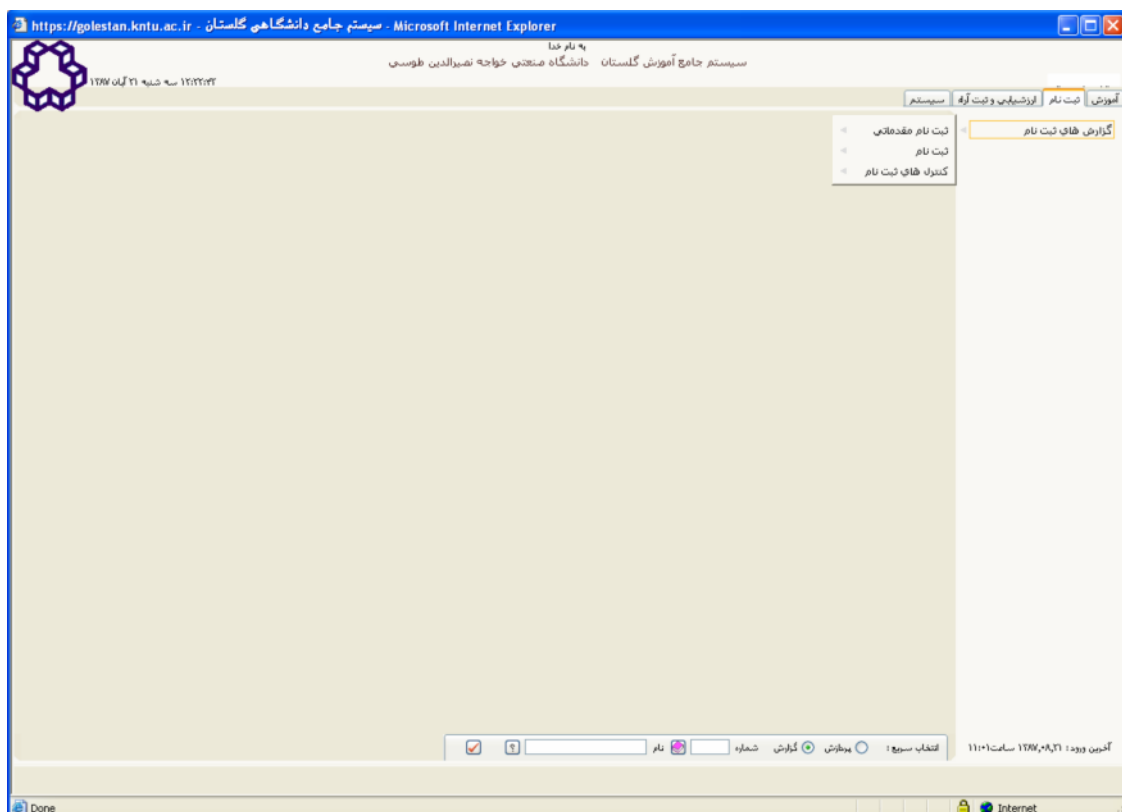 https://golestan.kntu.ac.ir - سیستم جامع دانشگاهی گلستان - Microsoft Internet Explorer
به نام خدا
سیستم جامع آموزش گلستان دانشگاه صنعتی خواجه نصیرالدین طوسی
۱۲:۲۲:۴۳ سه شنبه ۲۱ آبان ۱۳۸۷
آموزش ثبت نام ارزشیابی و ثبت آراء سیستم
گزارش هاي ثبت نام
ثبت نام مقدماتی
ثبت نام
کنترل هاي ثبت نام
آخرین ورود: ۱۳۸۷,۰۸,۲۱ ساعت ۱۱:۰۱
انتخاب سریع: پردازش گزارش شماره نام
Done
Internet